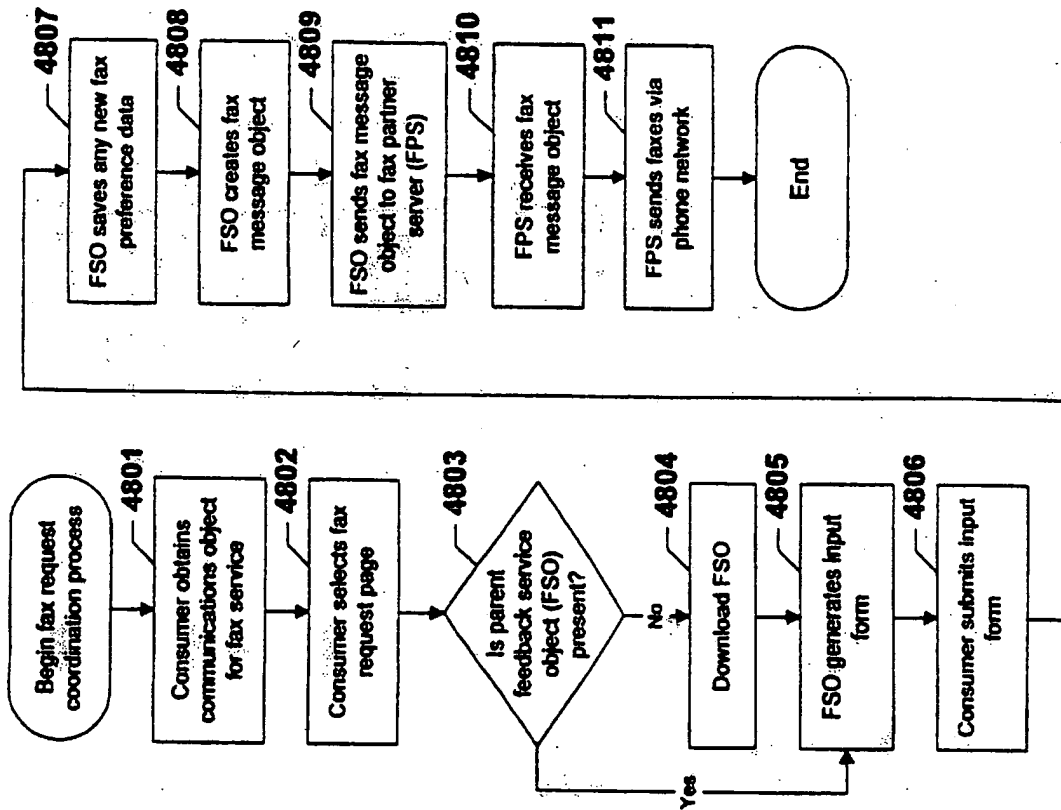 Begin fax request
coordination process
4801
Consumer obtains
communications object
for fax service
4802
Consumer selects fax
request page
4803
Is parent
feedback service
object (FSO)
present?
No
Yes
4804
Download FSO
4805
FSO generates input
form
4806
Consumer submits input
form
4807
FSO saves any new fax
preference data
4808
FSO creates fax
message object
4809
FSO sends fax message
object to fax partner
server (FPS)
4810
FPS receives fax
message object
4811
FPS sends faxes via
phone network
End